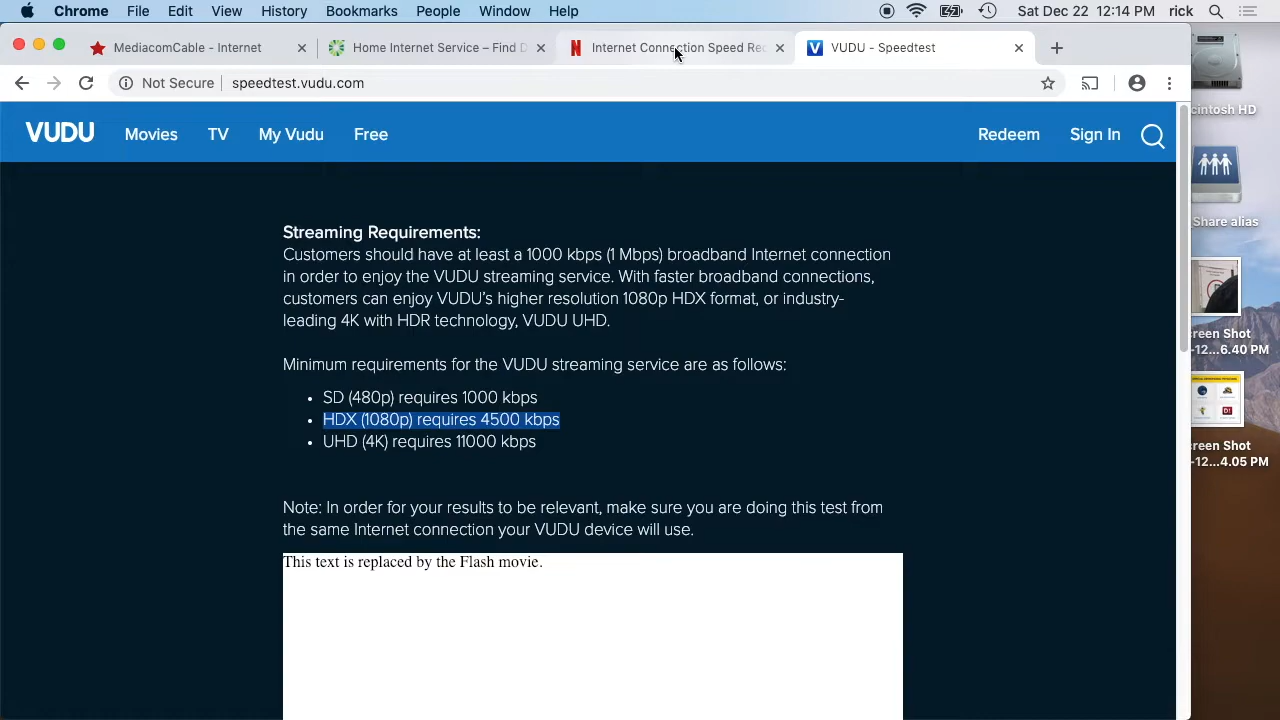 Chrome File Edit View History Bookmarks People Window Help Sat Dec 22 12:14 PM rick
MediacomCable - Internet Home Internet Service – Find D Internet Connection Speed Rec VUDU - Speedtest
Not Secure speedtest.vudu.com
VUDU Movies TV My Vudu Free Redeem Sign In
Streaming Requirements:
Customers should have at least a 1000 kbps (1 Mbps) broadband Internet connection
in order to enjoy the VUDU streaming service. With faster broadband connections,
customers can enjoy VUDU's higher resolution 1080p HDX format, or industry-
leading 4K with HDR technology, VUDU UHD.
Minimum requirements for the VUDU streaming service are as follows:
• SD (480p) requires 1000 kbps
• HDX (1080p) requires 4500 kbps
• UHD (4K) requires 11000 kbps
Note: In order for your results to be relevant, make sure you are doing this test from
the same Internet connection your VUDU device will use.
This text is replaced by the Flash movie.
cintosh HD
_Share alias
reen Shot
-12...6.40 PM
reen Shot
-12...4.05 PM